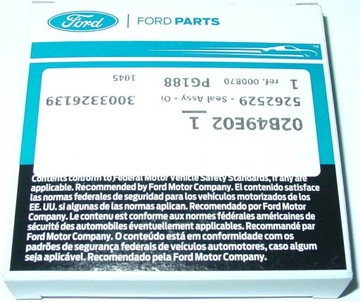 Ford
FORD PARTS
02B49E02 1
5262529 - Seal Assy - Oi
3003326139
1 ref. 000870 PG188
1045
Contents conform to Federal Motor Vehicle Safety Standards, if any are
applicable. Recommended by Ford Motor Company. El contenido satisface
las normas federales de seguridad para los vehículos motorizados de los
EE. UU. si algunas de las normas aplican. Recomendado por Ford Motor
Company. Le contenu est conforme aux normes fédérales américaines de
sécurité des automobiles éventuellement applicables. Recommandé par
Ford Motor Company. O conteúdo está em conformidade com os
padrões de segurança federais de veículos automotores, caso algum
seja aplicável. Recomendado pela Ford Motor Company.